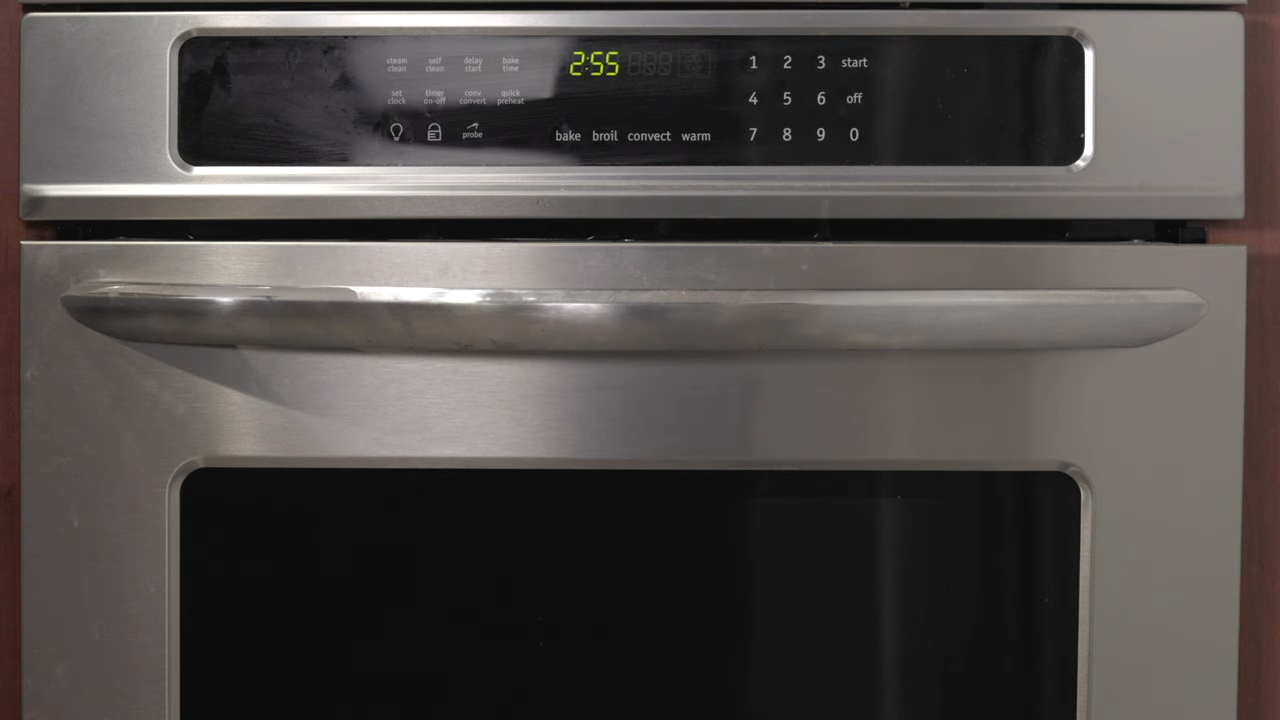 steam clean
self clean
delay start
bake time
2:55
1 2 3 start
set clock
timer on-off
conv convert
quick preheat
4 5 6 off
probe
bake broil convect warm
7 8 9 0